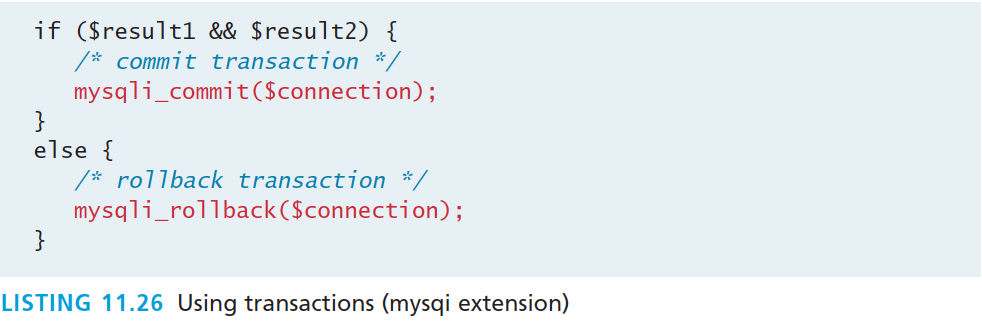 if ($result1 && $result2) {
/* commit transaction */
mysqli_commit($connection);
}
else {
/* rollback transaction */
mysqli_rollback($connection);
}
LISTING 11.26 Using transactions (mysqi extension)